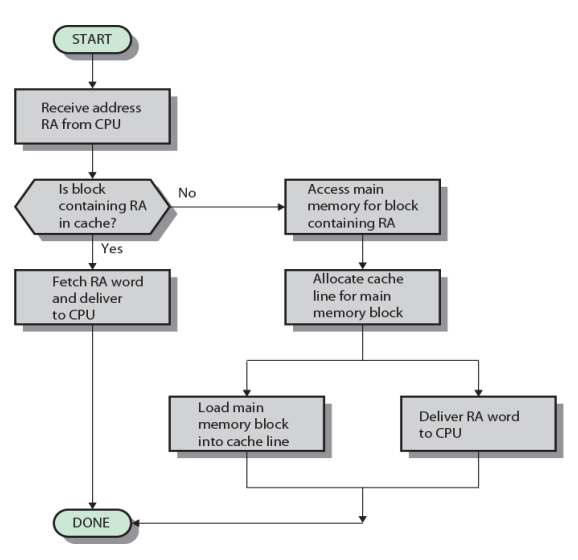 START
Receive address
RA from CPU
Is block
containing RA
in cache?
No
Access main
memory for block
containing RA
Yes
Fetch RA word
and deliver
to CPU
Allocate cache
line for main
memory block
Load main
memory block
into cache line
Deliver RA word
to CPU
DONE